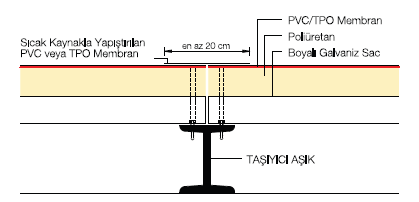 PVC/TPO Membran
Sıcak Kaynakla Yapıştırılan
PVC veya TPO Membran
en az 20 cm
Poliüretan
Boyalı Galvaniz Sac
TAŞIYICI AŞIK